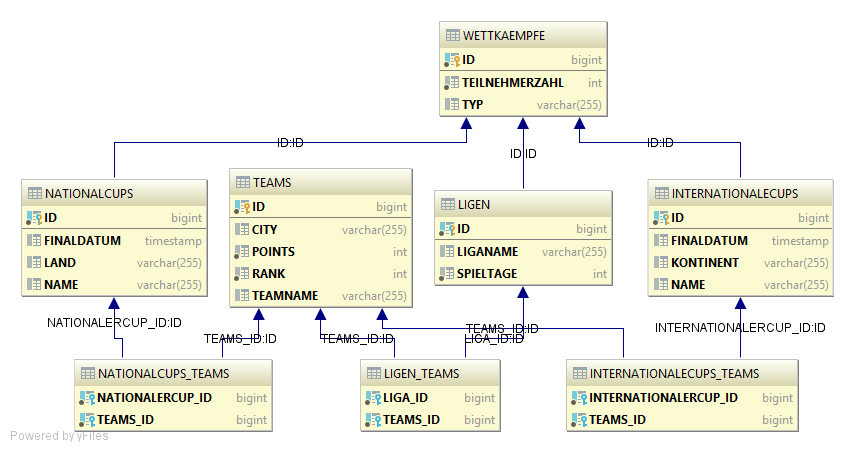 WETTKAEMPFE
ID bigint
TEILNEHMERZAHL int
TYP varchar(255)
ID:ID
ID:ID
ID:ID
NATIONALCUPS
ID bigint
FINALDATUM timestamp
LAND varchar(255)
NAME varchar(255)
TEAMS
ID bigint
CITY varchar(255)
POINTS int
RANK int
TEAMNAME varchar(255)
LIGEN
ID bigint
LIGANAME varchar(255)
SPIELTAGE int
INTERNATIONALECUPS
ID bigint
FINALDATUM timestamp
KONTINENT varchar(255)
NAME varchar(255)
NATIONALERCUP_ID:ID
TEAMS_ID:ID
TEAMS_ID:ID
LIGA_ID:ID
TEAMS_ID:ID
INTERNATIONALERCUP_ID:ID
NATIONALCUPS_TEAMS
NATIONALERCUP_ID bigint
TEAMS_ID bigint
LIGEN_TEAMS
LIGA_ID bigint
TEAMS_ID bigint
INTERNATIONALECUPS_TEAMS
INTERNATIONALERCUP_ID bigint
TEAMS_ID bigint
Powered by yFiles